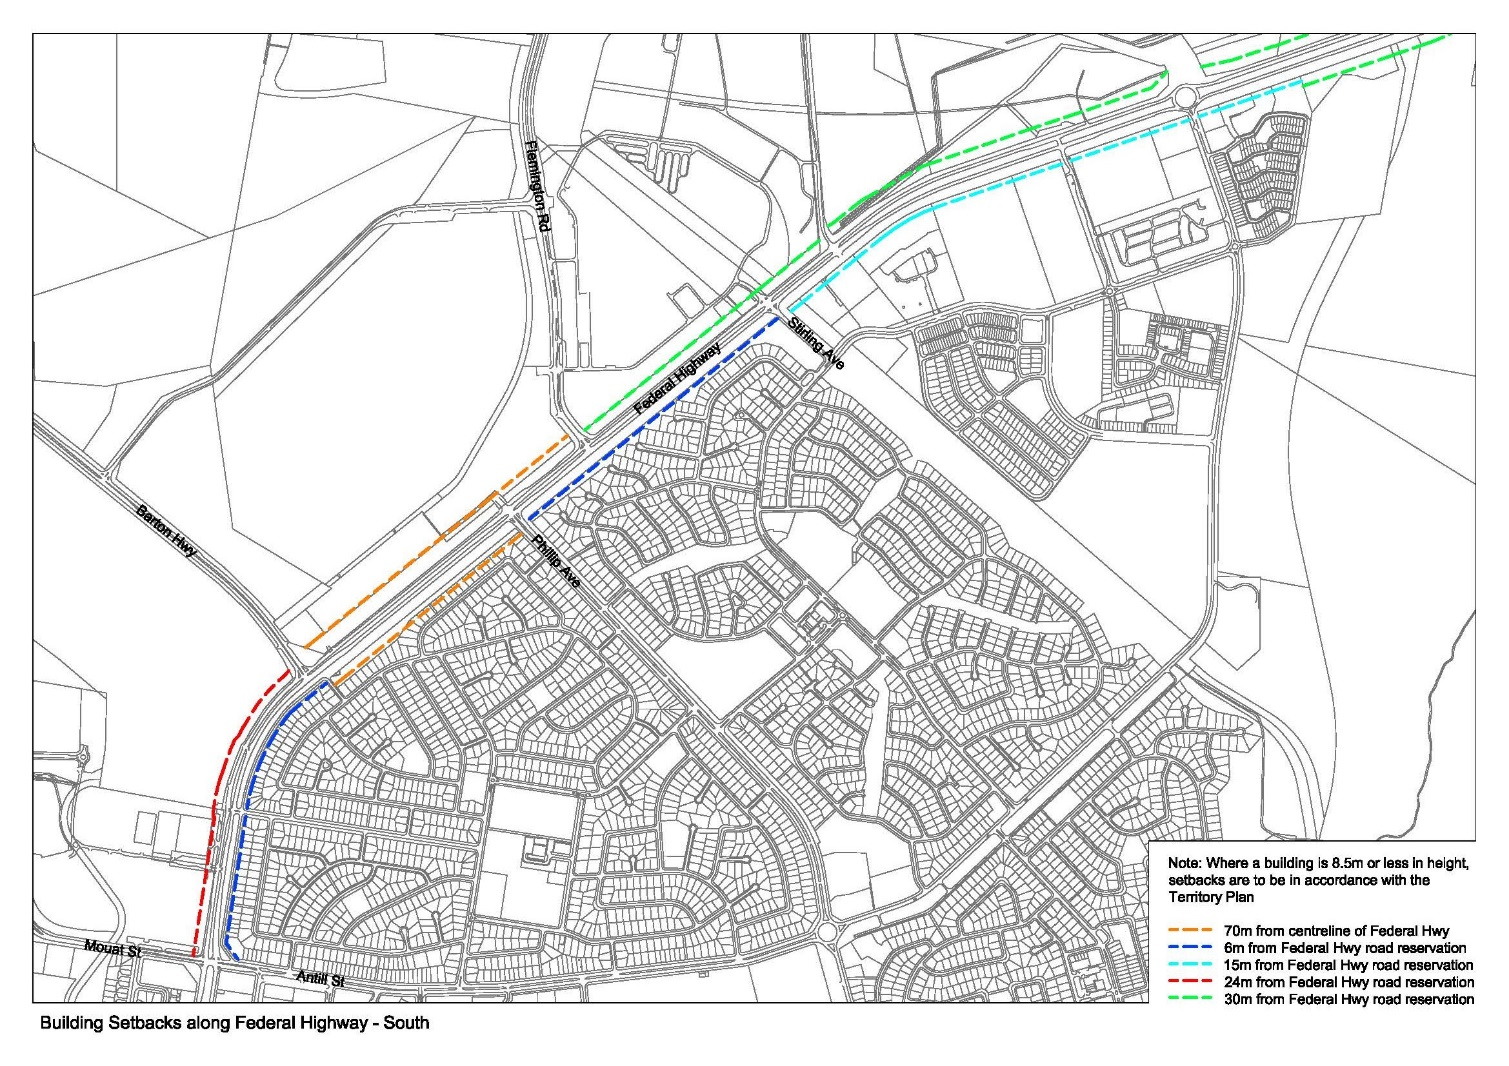 Flemington Rd
Stirling Ave
Federal Highway
Barton Hwy
Phillip Ave
Mouat St
Antill St
Note: Where a building is 8.5m or less in height,
setbacks are to be in accordance with the
Territory Plan
70m from centreline of Federal Hwy
6m from Federal Hwy road reservation
15m from Federal Hwy road reservation
24m from Federal Hwy road reservation
30m from Federal Hwy road reservation
Building Setbacks along Federal Highway - South